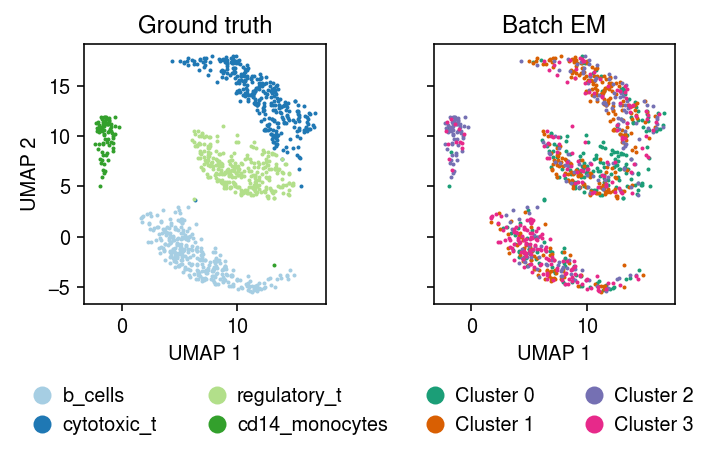 Ground truth
Batch EM
15
10
5
0
−5
UMAP 2
0
10
0
10
UMAP 1
UMAP 1
b_cells
regulatory_t
Cluster 0
Cluster 2
cytotoxic_t
cd14_monocytes
Cluster 1
Cluster 3